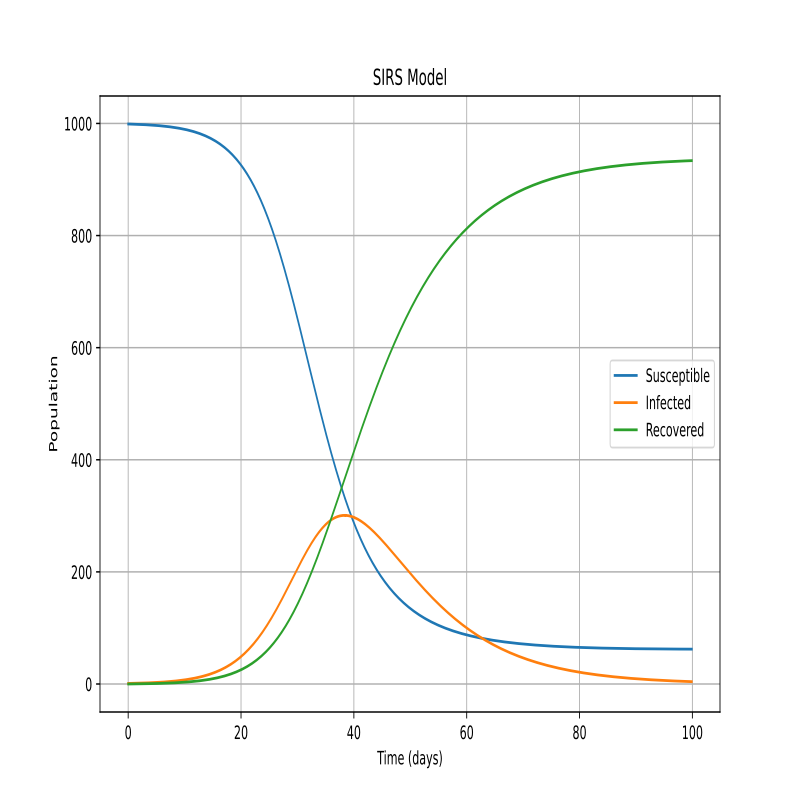 SIRS Model
1000
800
600
400
200
0
Population
Susceptible
Infected
Recovered
0 20 40 60 80 100
Time (days)